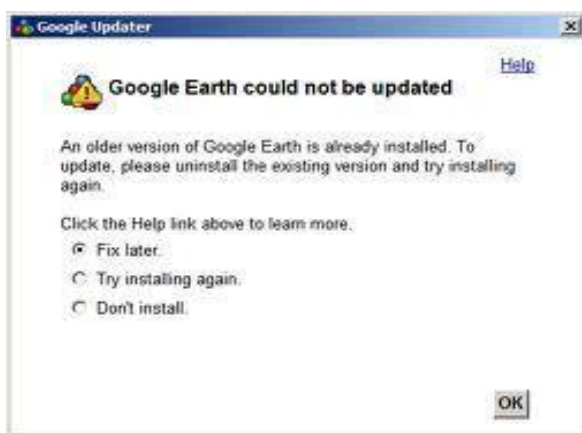 Google Updater
Help
Google Earth could not be updated
An older version of Google Earth is already installed. To
update, please uninstall the existing version and try installing
again.
Click the Help link above to learn more.
Fix later.
Try installing again.
Don't install.
OK